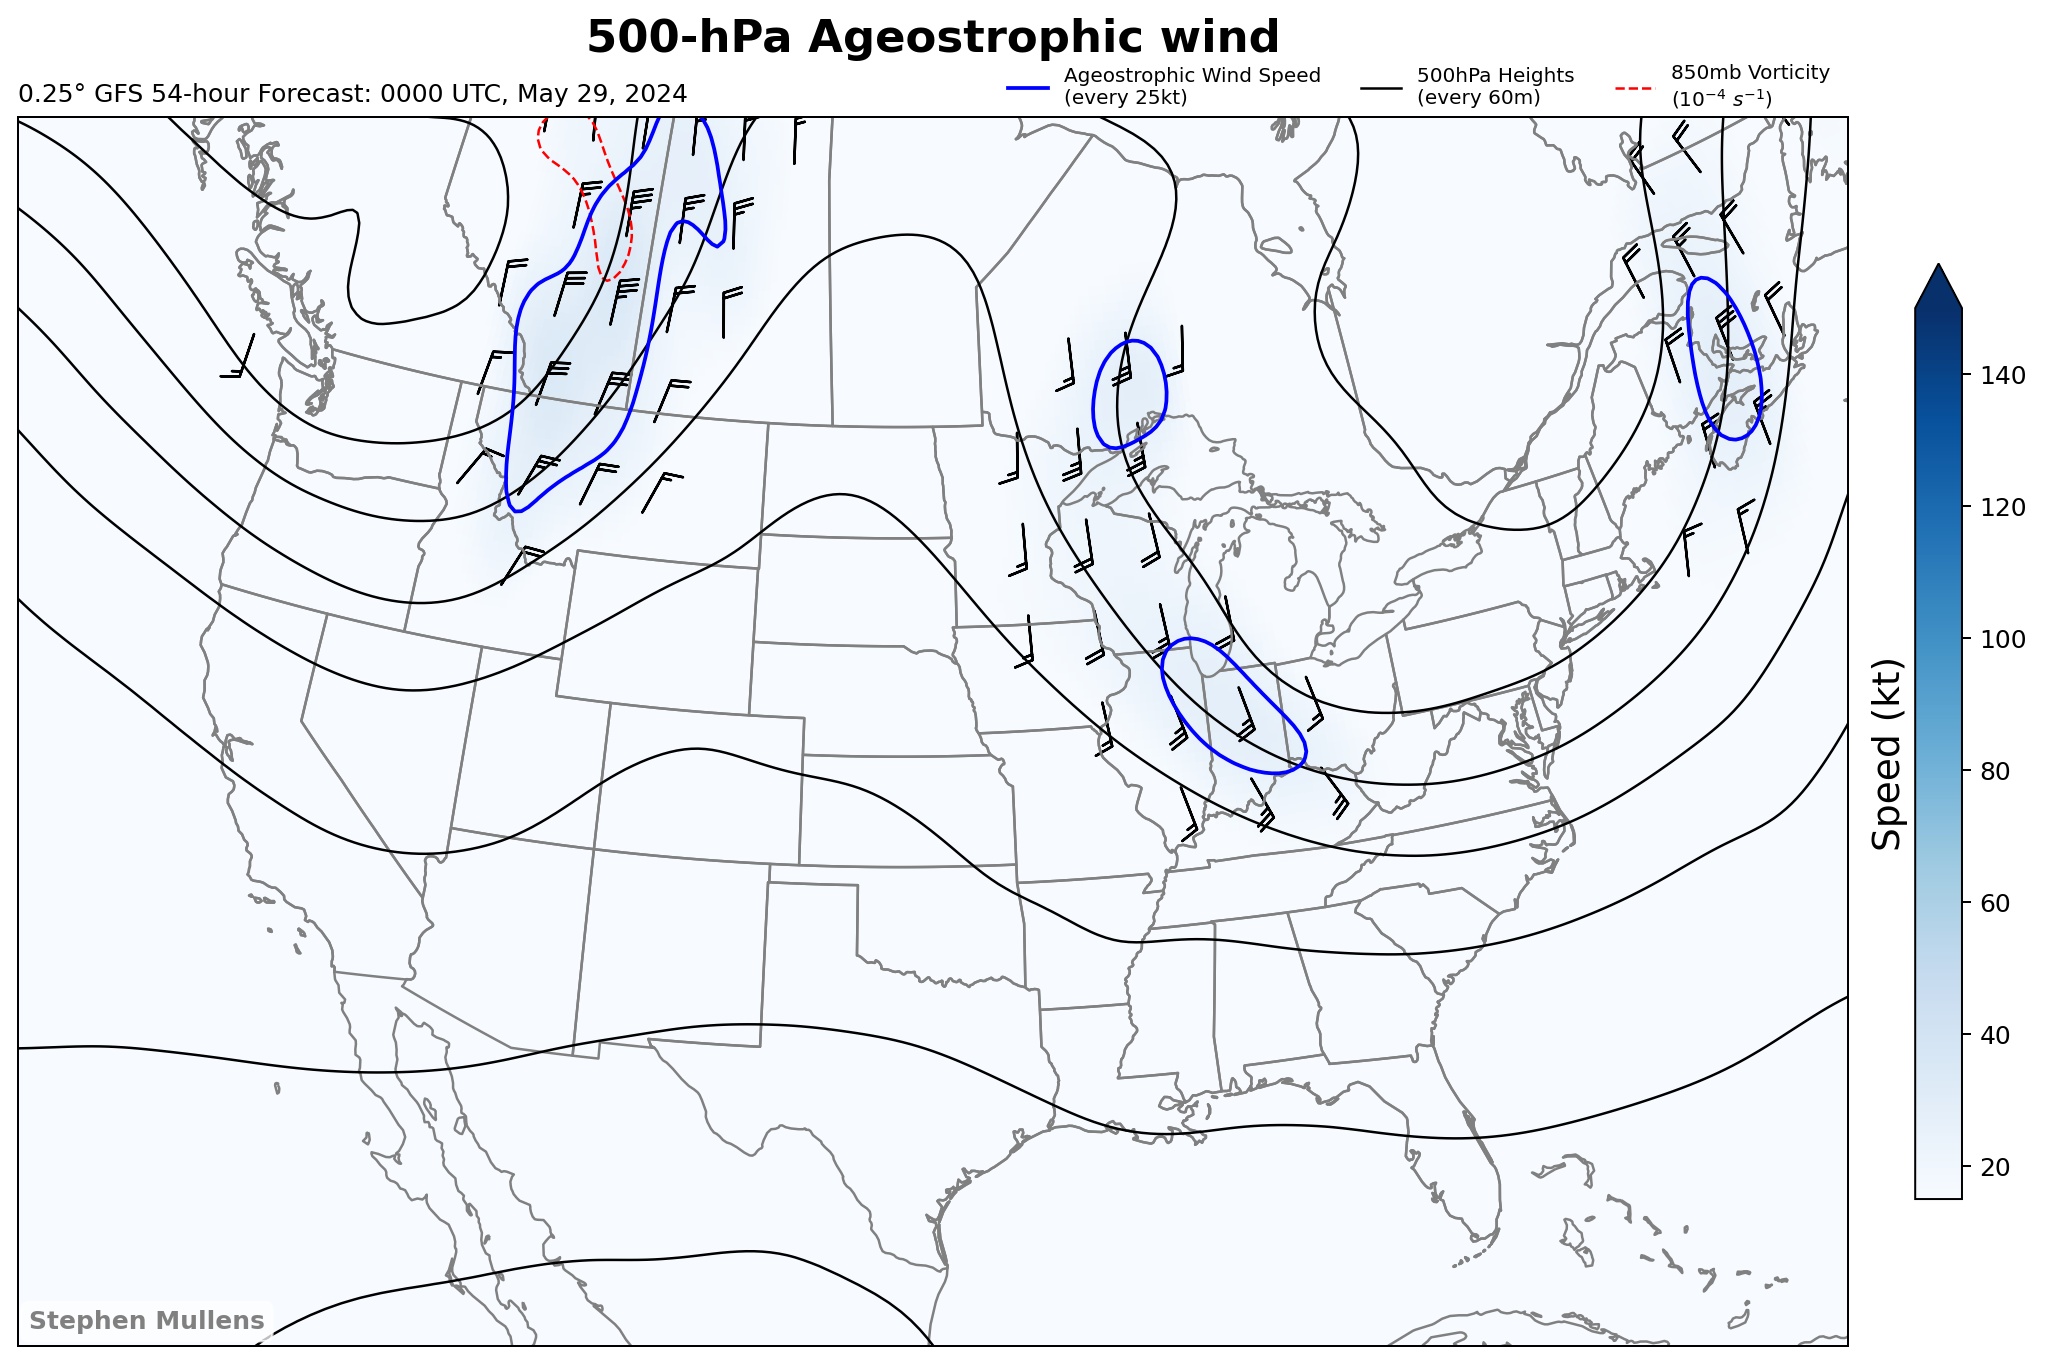 500-hPa Ageostrophic wind
0.25° GFS 54-hour Forecast: 0000 UTC, May 29, 2024
Ageostrophic Wind Speed
(every 25kt)
500hPa Heights
(every 60m)
850mb Vorticity
(10⁻⁴ s⁻¹)
140
120
100
80
60
40
20
Speed (kt)
Stephen Mullens